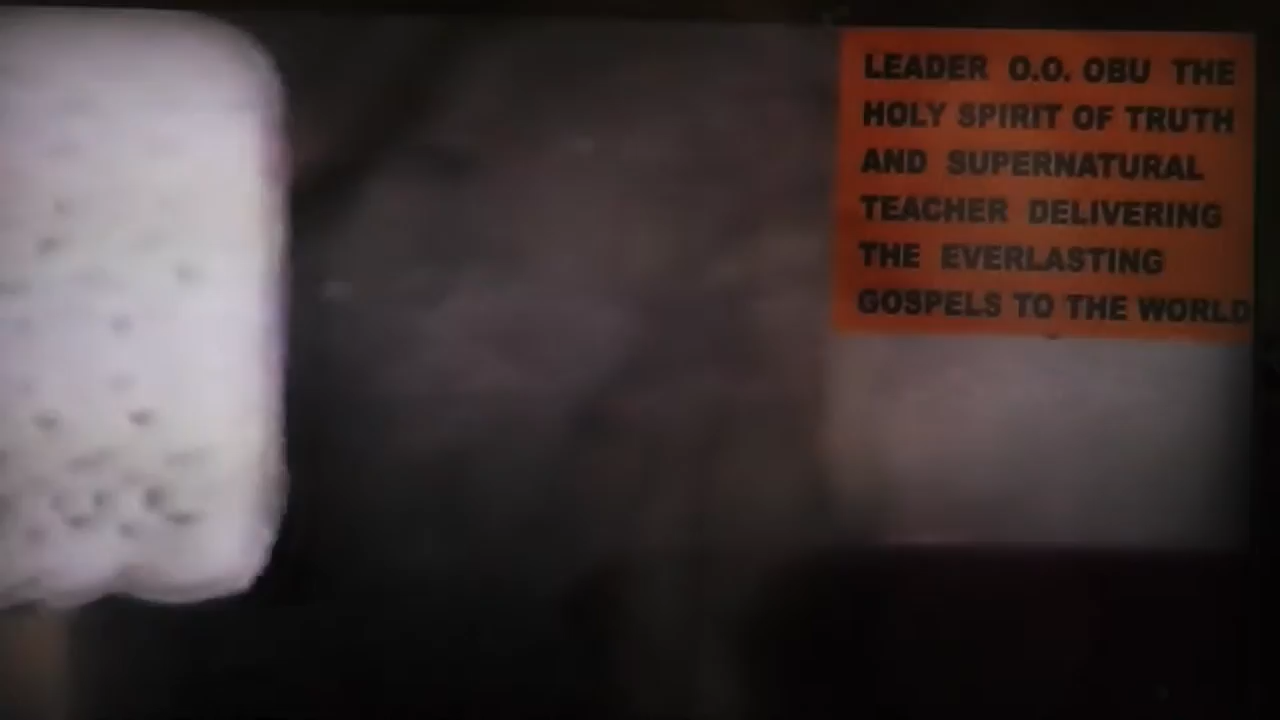 LEADER O.O. OBU THE
HOLY SPIRIT OF TRUTH
AND SUPERNATURAL
TEACHER DELIVERING
THE EVERLASTING
GOSPELS TO THE WORLD